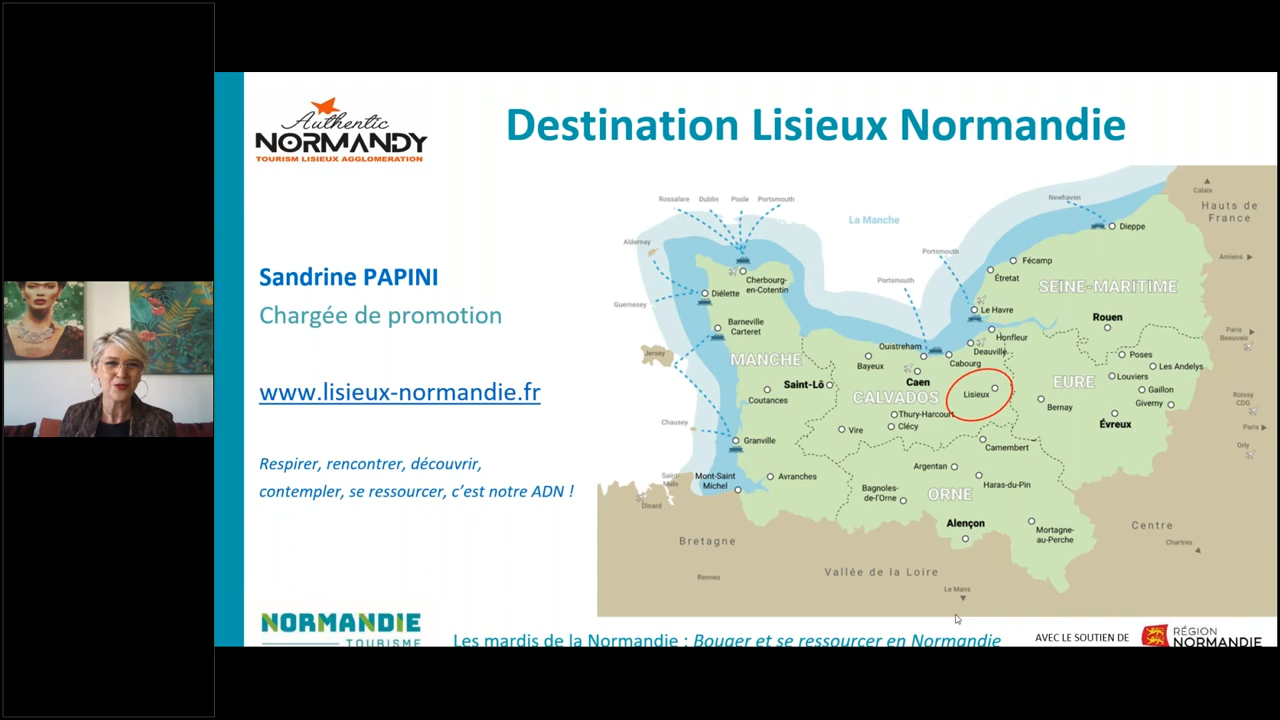 Authentic
NORMANDY
TOURISM LISIEUX AGGLOMERATION
Destination Lisieux Normandie
Sandrine PAPINI
Chargée de promotion
www.lisieux-normandie.fr
Respirer, rencontrer, découvrir,
contempler, se ressourcer, c'est notre ADN !
Rossalare
Dublin
Poole
Portsmouth
Newhaven
Calais
Hauts de
France
La Manche
Dieppe
Alderney
Portsmouth
Fécamp
Amiens
Cherbourg-
en-Cotentin
Étretat
Portsmouth
SEINE-MARITIME
Diélette
Guernesey
Le Havre
Rouen
Barneville
Carteret
Honfleur
Paris
Beauvais
Jersey
Ouistreham
Deauville
Poses
MANCHE
Bayeux
Cabourg
Les Andelys
Caen
Louviers
EURE
Saint-Lô
Gaillon
Lisieux
CALVADOS
Roissy
CDG
Coutances
Bernay
Giverny
Thury-Harcourt
Chausey
Clécy
Évreux
Paris
Vire
Granville
Orly
Camembert
Argentan
Mont-Saint
Michel
Avranches
Saint-
Malo
Haras-du-Pin
Bagnoles-
de-l'Orne
ORNE
Dinard
Alençon
Mortagne-
au-Perche
Centre
Bretagne
Chartres
Vallée de la Loire
Rennes
Le Mans
NORMANDIE
TOURISME
Les mardis de la Normandie : Bouger et se ressourcer en Normandie
AVEC LE SOUTIEN DE
RÉGION
NORMANDIE